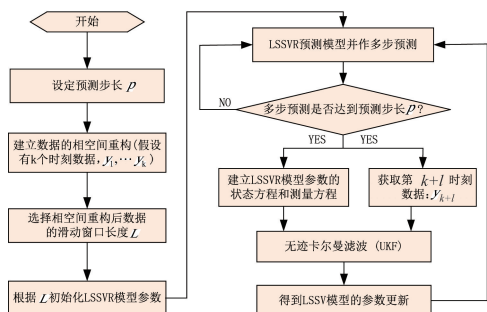 开始
设定预测步长 p
建立数据的相空间重构(假设
有k个时刻数据, y₁,⋯yₖ)
选择相空间重构后数据
的滑动窗口长度 L
根据 L 初始化LSSVR模型参数
LSSVR预测模型并作多步预测
NO
多步预测是否达到预测步长 p?
YES
YES
建立LSSVR模型参数的
状态方程和测量方程
获取第 k+l 时刻
数据: yₖ₊ₗ
无迹卡尔曼滤波 (UKF)
得到LSSV模型的参数更新